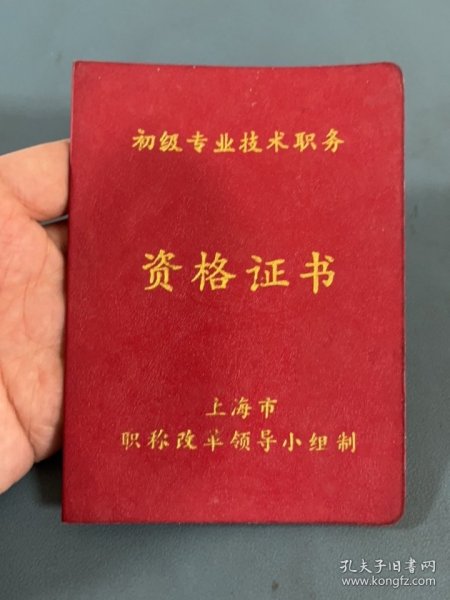 初级专业技术职务
资格证书
上海市
职称改革领导小组制
孔夫子旧书网
www.kongfz.com